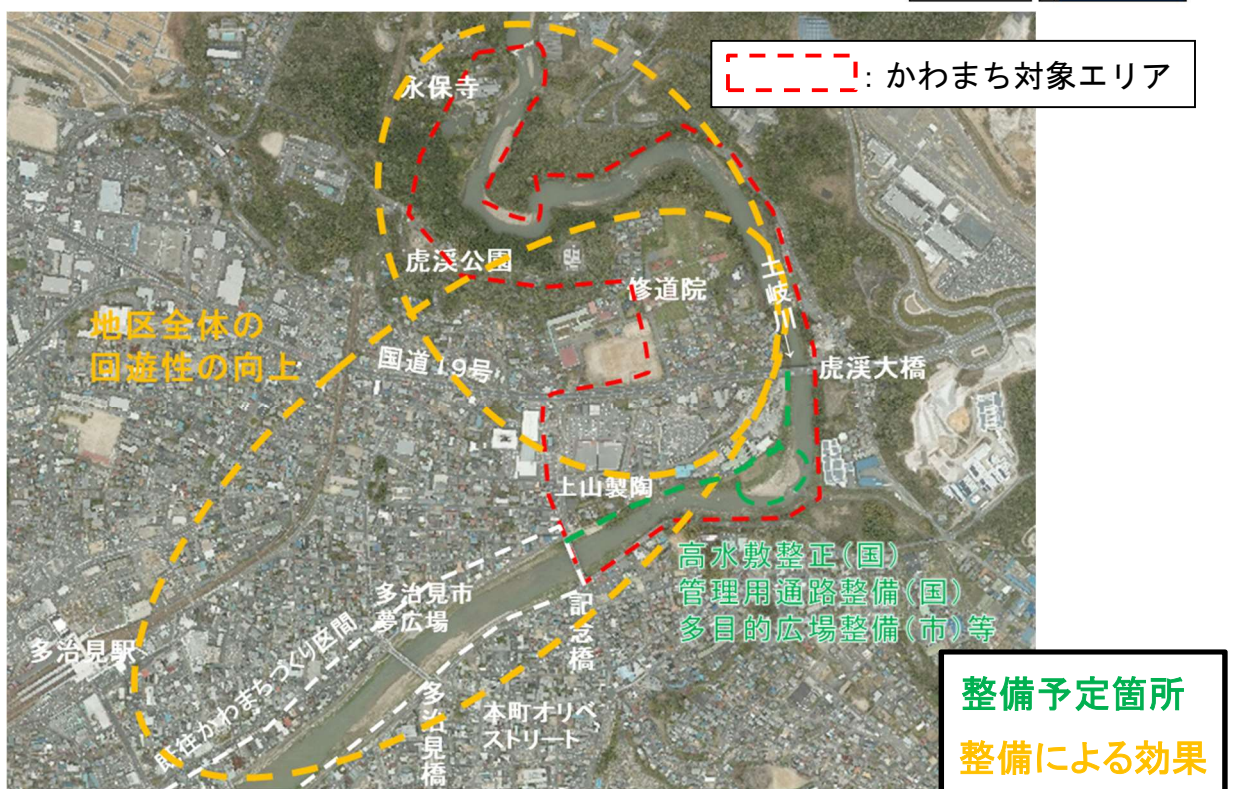 : かわまち対象エリア
永保寺
虎渓公園
修道院
土岐川
地区全体の
回遊性の向上
国道19号
虎渓大橋
上山製陶
高水敷整正(国)
管理用通路整備(国)
多目的広場整備(市)等
多治見市
夢広場
記念橋
多治見駅
既往かわまちづくり区間
多治見橋
本町オリベ
ストリート
整備予定箇所
整備による効果